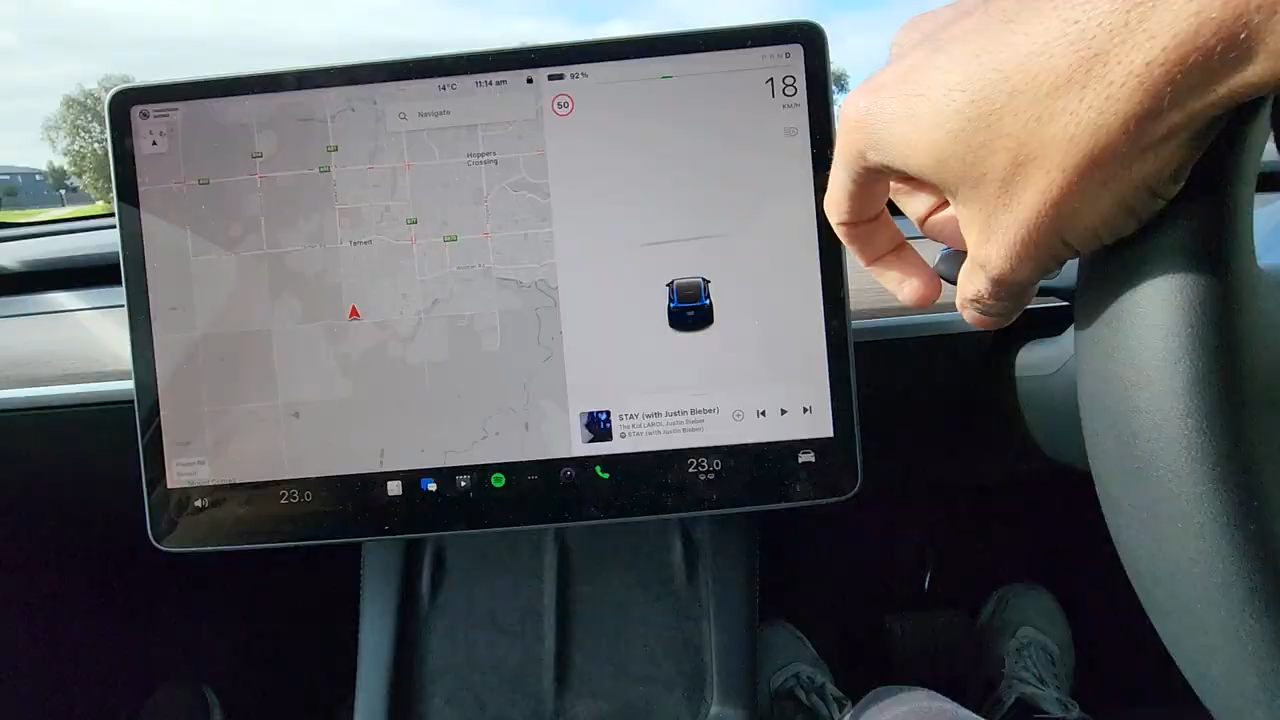 14°C
11:14 am
92 %
P R N D
50
18
KM/H
Navigate
Hoppers
Crossing
Tarneit
STAY (with Justin Bieber)
The Kid LAROI, Justin Bieber
STAY (with Justin Bieber)
23.0
23.0